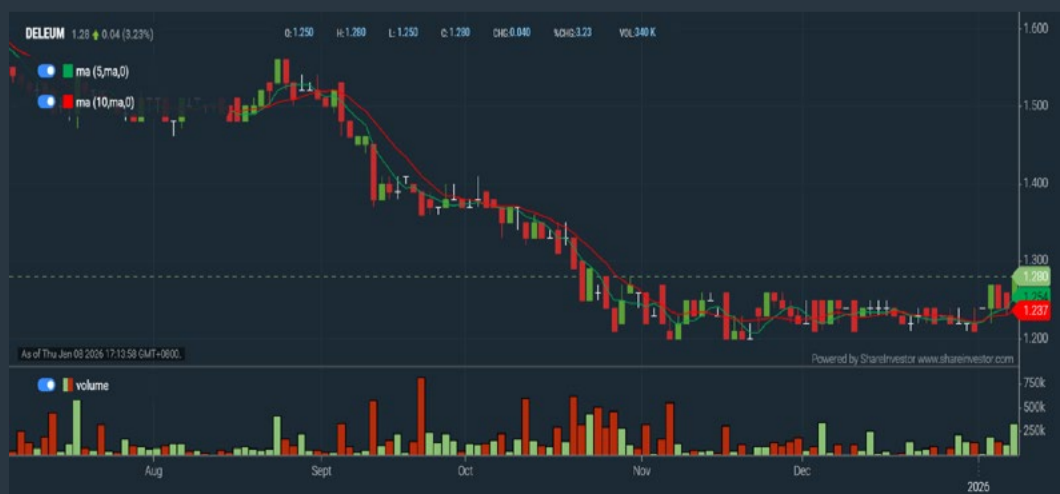 DELEUM 1.28 0.04 (3.23%) O: 1.250 H: 1.280 L: 1.250 C: 1.280 CHG:0.040 %CHG:3.23 VOL:340 K
ma (5,ma,0)
ma (10,ma,0)
1.600
1.500
1.400
1.300
1.280
1.254
1.237
1.200
As of Thu Jan 08 2026 17:13:58 GMT+0800.
Powered by ShareInvestor www.shareinvestor.com
volume
750k
500k
250k
Aug Sept Oct Nov Dec
2026